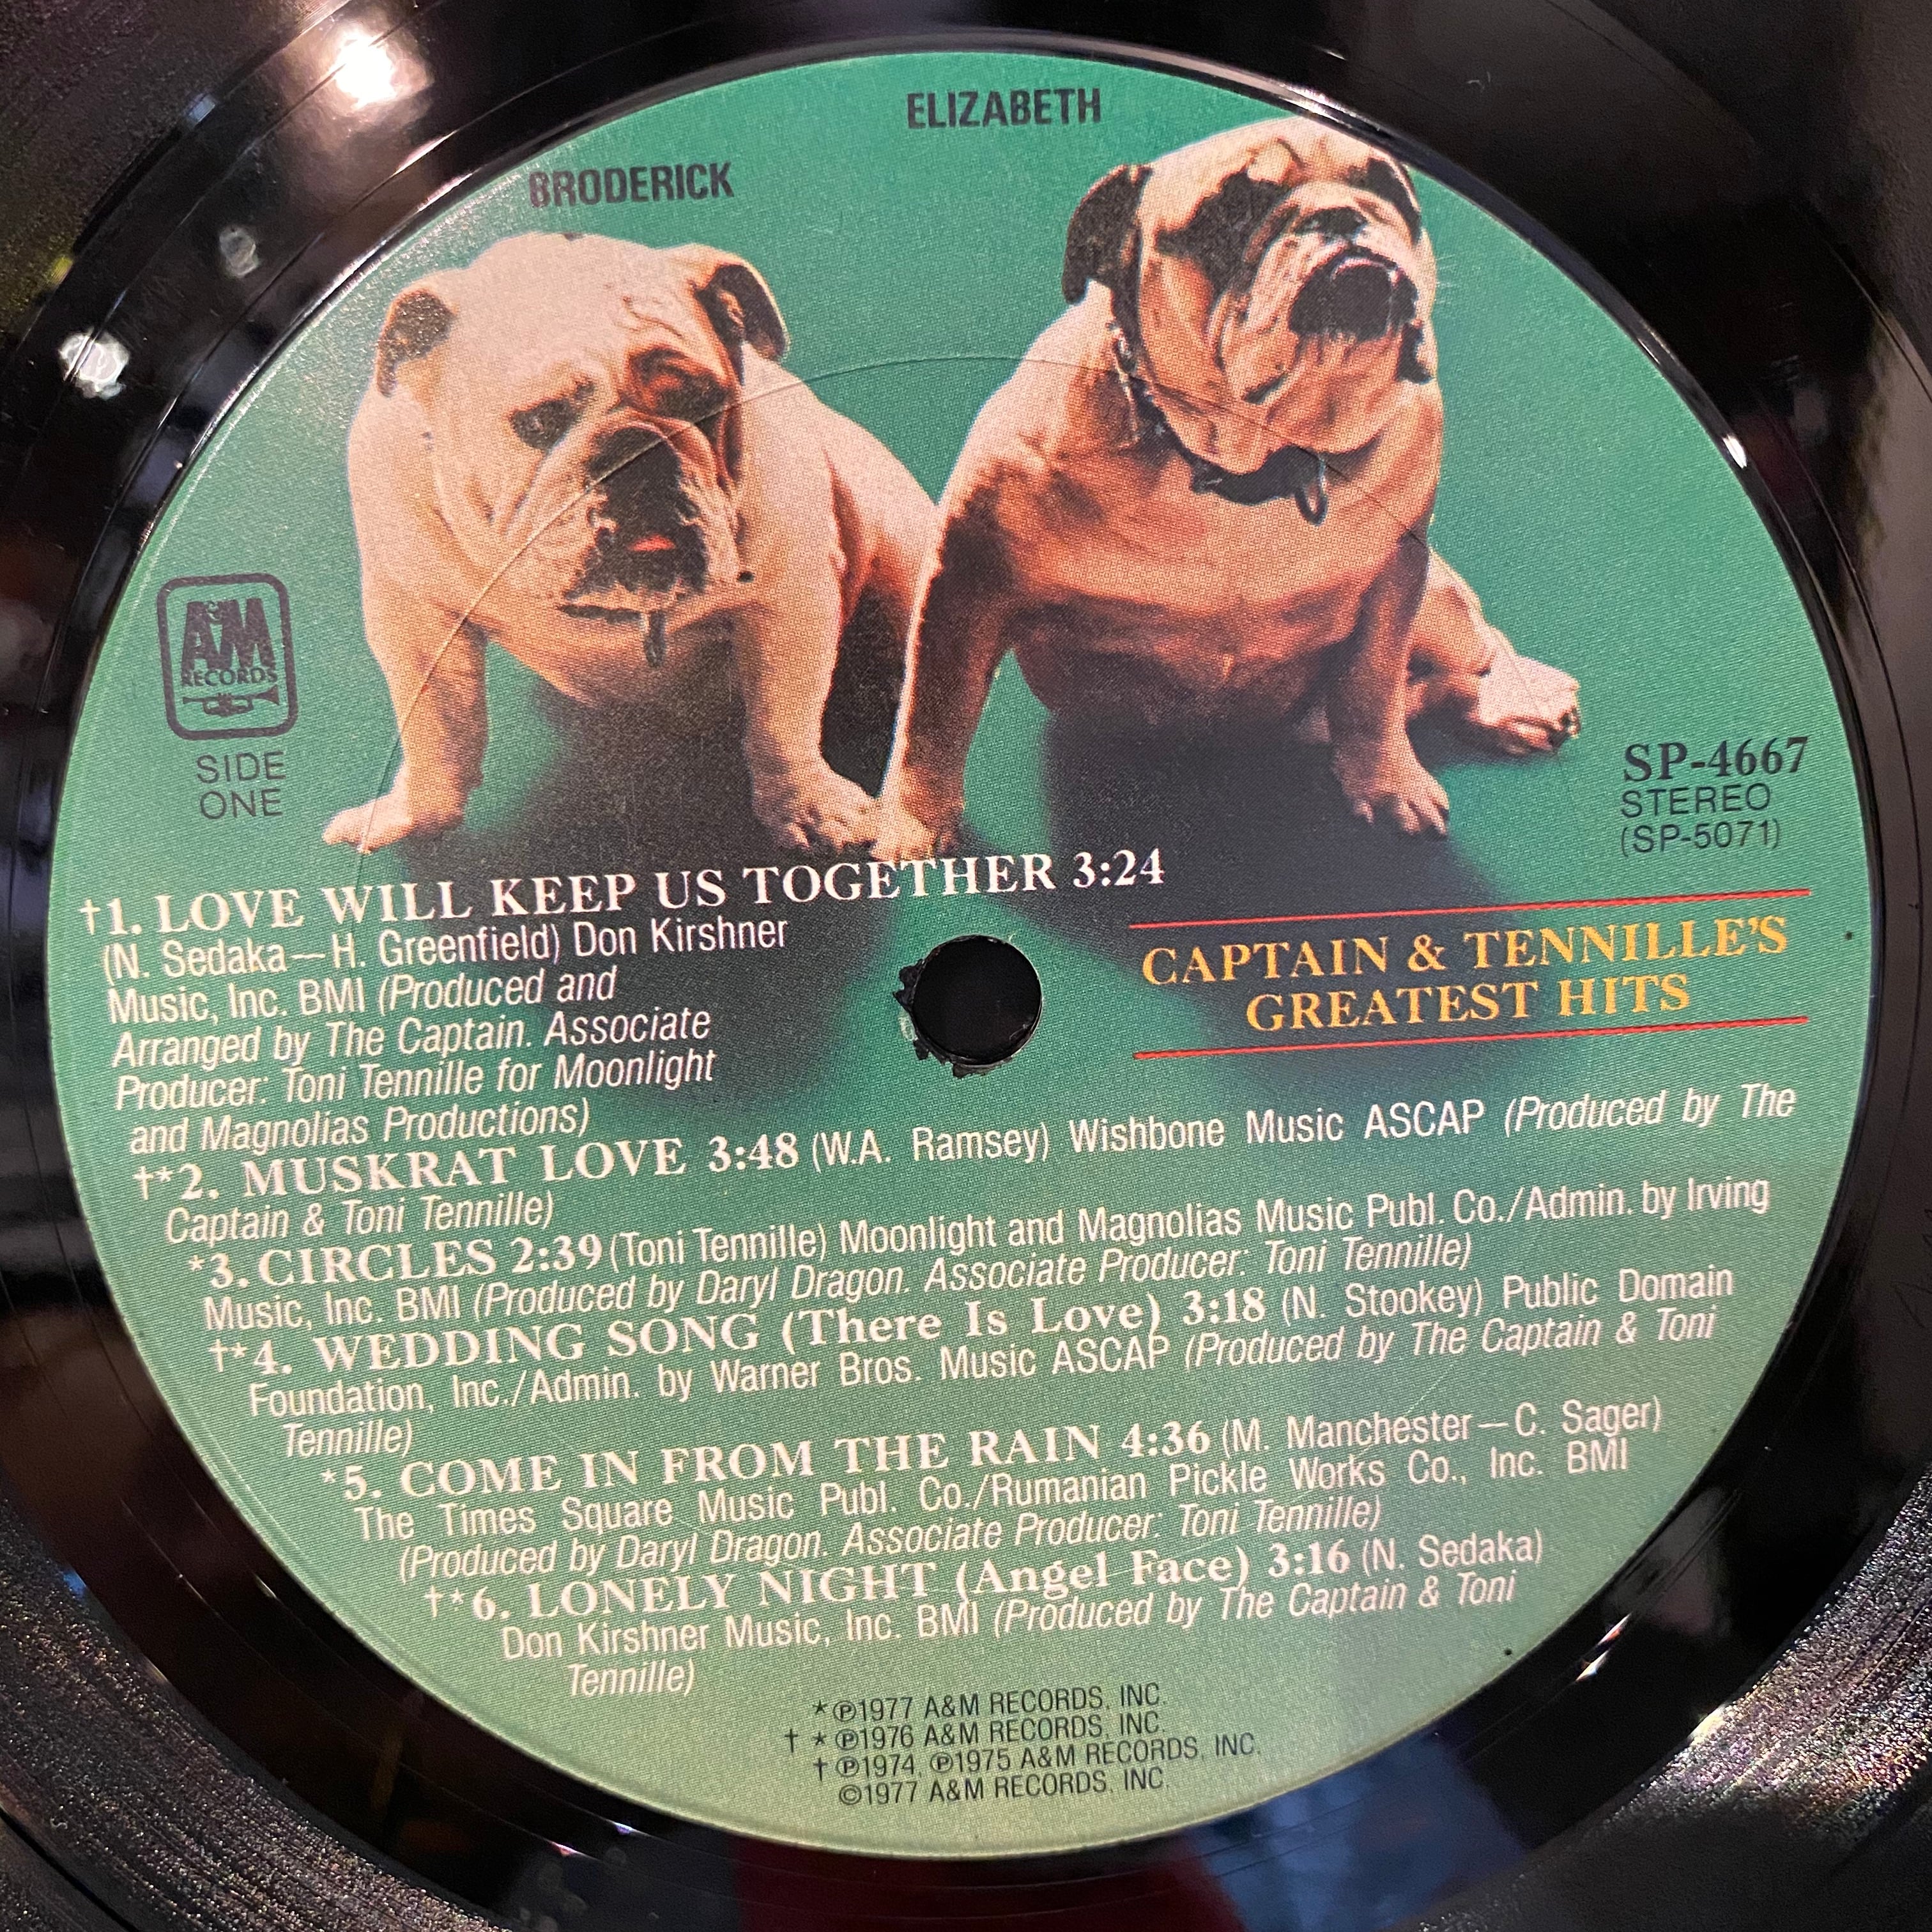 ELIZABETH
BRODERICK
A&M
RECORDS
SIDE
ONE
SP-4667
STEREO
(SP-5071)
†1. LOVE WILL KEEP US TOGETHER 3:24
(N. Sedaka—H. Greenfield) Don Kirshner
Music, Inc. BMI (Produced and
Arranged by The Captain. Associate
Producer: Toni Tennille for Moonlight
and Magnolias Productions)
CAPTAIN & TENNILLE'S
GREATEST HITS
†*2. MUSKRAT LOVE 3:48 (W.A. Ramsey) Wishbone Music ASCAP (Produced by The
Captain & Toni Tennille)
*3. CIRCLES 2:39 (Toni Tennille) Moonlight and Magnolias Music Publ. Co./Admin. by Irving
Music, Inc. BMI (Produced by Daryl Dragon. Associate Producer: Toni Tennille)
†*4. WEDDING SONG (There Is Love) 3:18 (N. Stookey) Public Domain
Foundation, Inc./Admin. by Warner Bros. Music ASCAP (Produced by The Captain & Toni
Tennille)
*5. COME IN FROM THE RAIN 4:36 (M. Manchester—C. Sager)
The Times Square Music Publ. Co./Rumanian Pickle Works Co., Inc. BMI
(Produced by Daryl Dragon. Associate Producer: Toni Tennille)
†*6. LONELY NIGHT (Angel Face) 3:16 (N. Sedaka)
Don Kirshner Music, Inc. BMI (Produced by The Captain & Toni
Tennille)
*℗1977 A&M RECORDS, INC.
† *℗1976 A&M RECORDS, INC.
† ℗1974, ℗1975 A&M RECORDS, INC.
©1977 A&M RECORDS, INC.